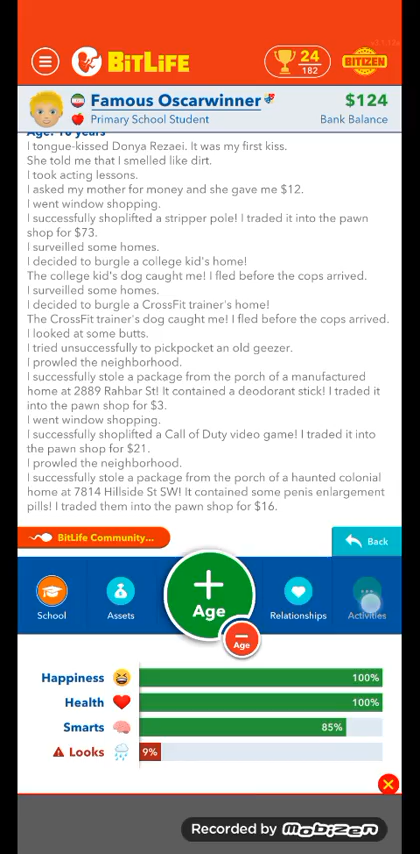 BitLife
24
182
BITIZEN
Famous Oscarwinner
$124
Primary School Student
Bank Balance
I tongue-kissed Donya Rezaei. It was my first kiss.
She told me that I smelled like dirt.
I took acting lessons.
I asked my mother for money and she gave me $12.
I went window shopping.
I successfully shoplifted a stripper pole! I traded it into the pawn
shop for $73.
I surveilled some homes.
I decided to burgle a college kid's home!
The college kid's dog caught me! I fled before the cops arrived.
I surveilled some homes.
I decided to burgle a CrossFit trainer's home!
The CrossFit trainer's dog caught me! I fled before the cops arrived.
I looked at some butts.
I tried unsuccessfully to pickpocket an old geezer.
I prowled the neighborhood.
I successfully stole a package from the porch of a manufactured
home at 2889 Rahbar St! It contained a deodorant stick! I traded it
into the pawn shop for $3.
I went window shopping.
I successfully shoplifted a Call of Duty video game! I traded it into
the pawn shop for $21.
I prowled the neighborhood.
I successfully stole a package from the porch of a haunted colonial
home at 7814 Hillside St SW! It contained some penis enlargement
pills! I traded them into the pawn shop for $16.
BitLife Community...
Back
School
Assets
+
Age
Relationships
Activities
−
Age
Happiness 100%
Health 100%
Smarts 85%
Looks 9%
Recorded by mobizen